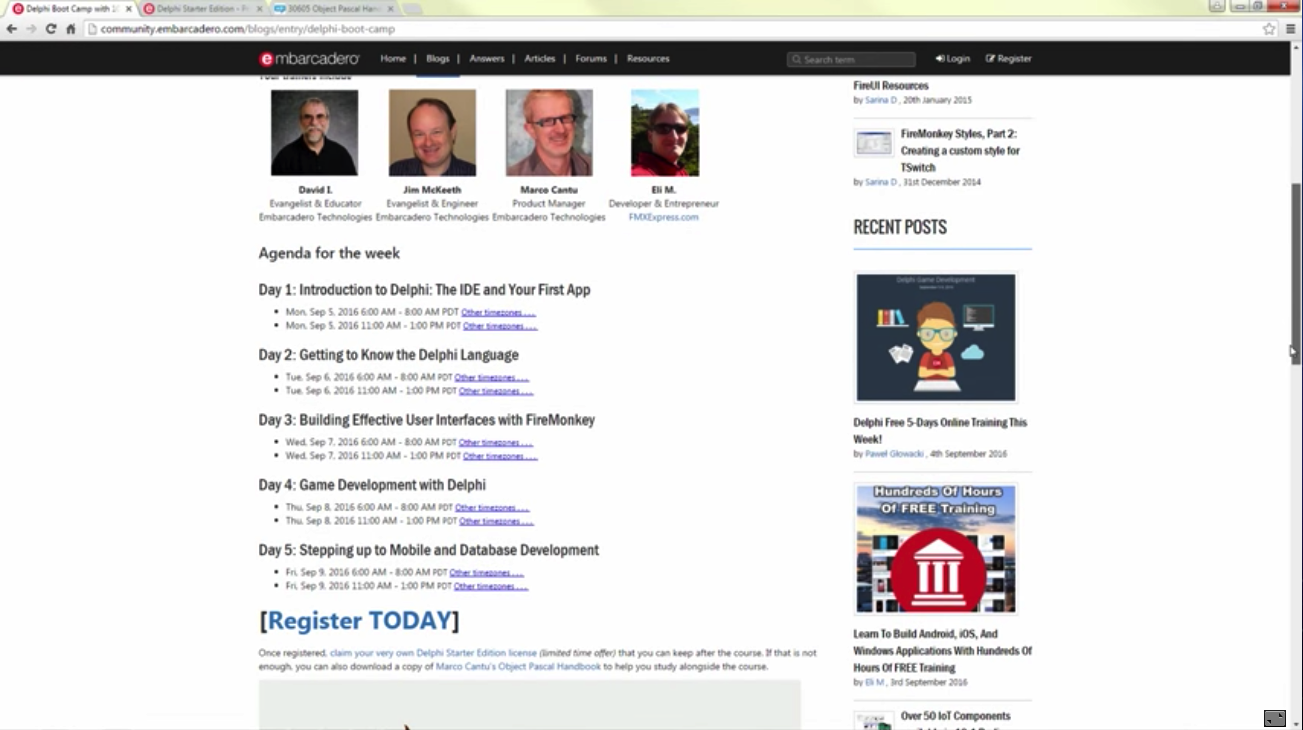 Delphi Boot Camp with 10
Delphi Starter Edition - Pr
30605 Object Pascal Han
community.embarcadero.com/blogs/entry/delphi-boot-camp
embarcadero
Home | Blogs | Answers | Articles | Forums | Resources
Search term
Login
Register
Your trainers include
David I.
Evangelist & Educator
Embarcadero Technologies
Jim McKeeth
Evangelist & Engineer
Embarcadero Technologies
Marco Cantu
Product Manager
Embarcadero Technologies
Eli M.
Developer & Entrepreneur
FMXExpress.com
Agenda for the week
Day 1: Introduction to Delphi: The IDE and Your First App
Mon, Sep 5, 2016 6:00 AM - 8:00 AM PDT Other timezones . . .
Mon, Sep 5, 2016 11:00 AM - 1:00 PM PDT Other timezones . . .
Day 2: Getting to Know the Delphi Language
Tue, Sep 6, 2016 6:00 AM - 8:00 AM PDT Other timezones . . .
Tue, Sep 6, 2016 11:00 AM - 1:00 PM PDT Other timezones . . .
Day 3: Building Effective User Interfaces with FireMonkey
Wed, Sep 7, 2016 6:00 AM - 8:00 AM PDT Other timezones . . .
Wed, Sep 7, 2016 11:00 AM - 1:00 PM PDT Other timezones . . .
Day 4: Game Development with Delphi
Thu, Sep 8, 2016 6:00 AM - 8:00 AM PDT Other timezones . . .
Thu, Sep 8, 2016 11:00 AM - 1:00 PM PDT Other timezones . . .
Day 5: Stepping up to Mobile and Database Development
Fri, Sep 9, 2016 6:00 AM - 8:00 AM PDT Other timezones . . .
Fri, Sep 9, 2016 11:00 AM - 1:00 PM PDT Other timezones . . .
[Register TODAY]
Once registered, claim your very own Delphi Starter Edition license (limited time offer) that you can keep after the course. If that is not
enough, you can also download a copy of Marco Cantu's Object Pascal Handbook to help you study alongside the course.
FireUI Resources
by Sarina D , 20th January 2015
FireMonkey Styles, Part 2:
Creating a custom style for
TSwitch
by Sarina D , 31st December 2014
RECENT POSTS
Delphi Game Development
Delphi Free 5-Days Online Training This
Week!
by Paweł Głowacki , 4th September 2016
Hundreds Of Hours
Of FREE Training
Learn To Build Android, iOS, And
Windows Applications With Hundreds Of
Hours Of FREE Training
by Eli M , 3rd September 2016
Over 50 IoT Components